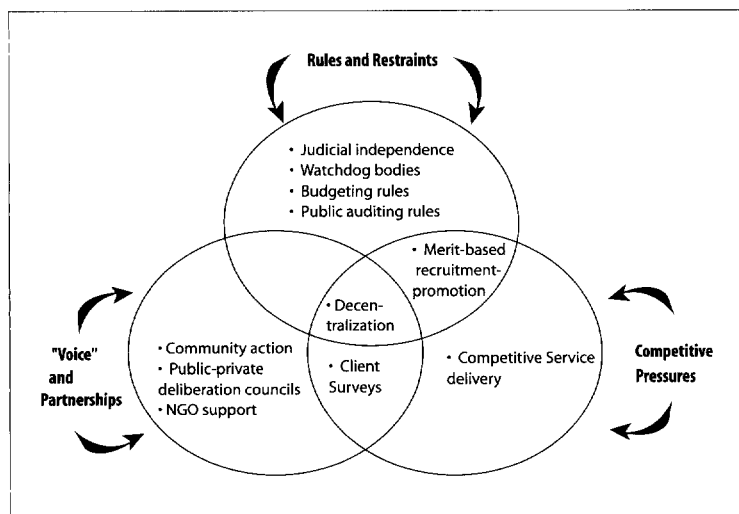 Rules and Restraints
· Judicial independence
· Watchdog bodies
· Budgeting rules
· Public auditing rules
· Merit-based
recruitment-
promotion
· Decen-
tralization
"Voice"
and
Partnerships
· Community action
· Public-private
deliberation councils
· NGO support
· Client
Surveys
· Competitive Service
delivery
Competitive
Pressures